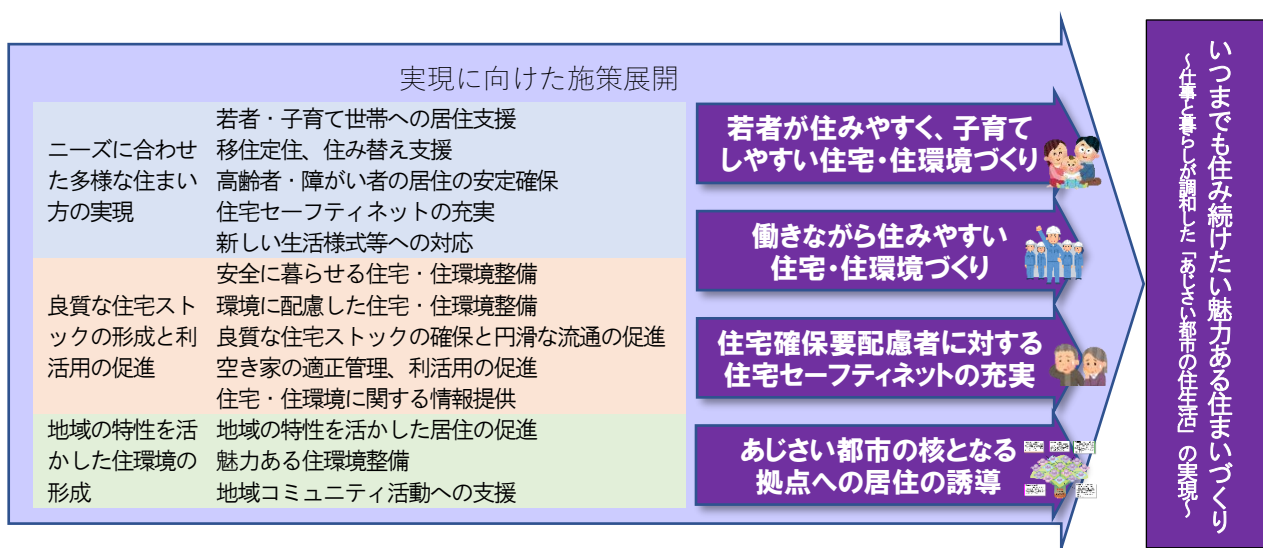 実現に向けた施策展開
ニーズに合わせ
た多様な住まい
方の実現
若者・子育て世帯への居住支援
移住定住、住み替え支援
高齢者・障がい者の居住の安定確保
住宅セーフティネットの充実
新しい生活様式等への対応
良質な住宅スト
ックの形成と利
活用の促進
安全に暮らせる住宅・住環境整備
環境に配慮した住宅・住環境整備
良質な住宅ストックの確保と円滑な流通の促進
空き家の適正管理、利活用の促進
住宅・住環境に関する情報提供
地域の特性を活
かした住環境の
形成
地域の特性を活かした居住の促進
魅力ある住環境整備
地域コミュニティ活動への支援
若者が住みやすく、子育て
しやすい住宅・住環境づくり
働きながら住みやすい
住宅・住環境づくり
住宅確保要配慮者に対する
住宅セーフティネットの充実
あじさい都市の核となる
拠点への居住の誘導
いつまでも住み続けたい魅力ある住まいづくり
~仕事と暮らしが調和した「あじさい都市の住生活」の実現~